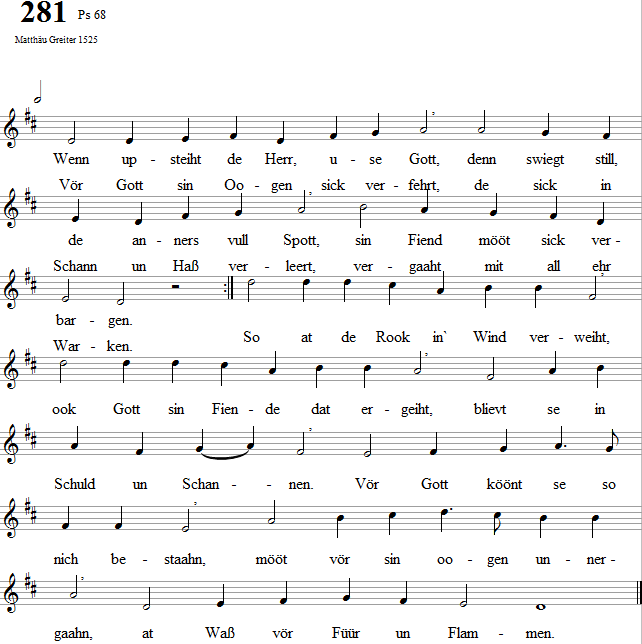 281 Ps 68
Matthäu Greiter 1525
Wenn up - steiht de Herr, u - se Gott, denn swiegt still,
Vör Gott sin Oo - gen sick ver - fehrt, de sick in
de an - ners vull Spott, sin Fiend mööt sick ver -
Schann un Haß ver - leert, ver - gaaht mit all ehr
bar - gen.
War - ken.
So at de Rook in` Wind ver - weiht,
ook Gott sin Fien - de dat er - geiht, blievt se in
Schuld un Schan - - nen. Vör Gott köönt se so
nich be - staahn, mööt vör sin oo - gen un - ner -
gaahn, at Waß vör Füür un Flam - men.